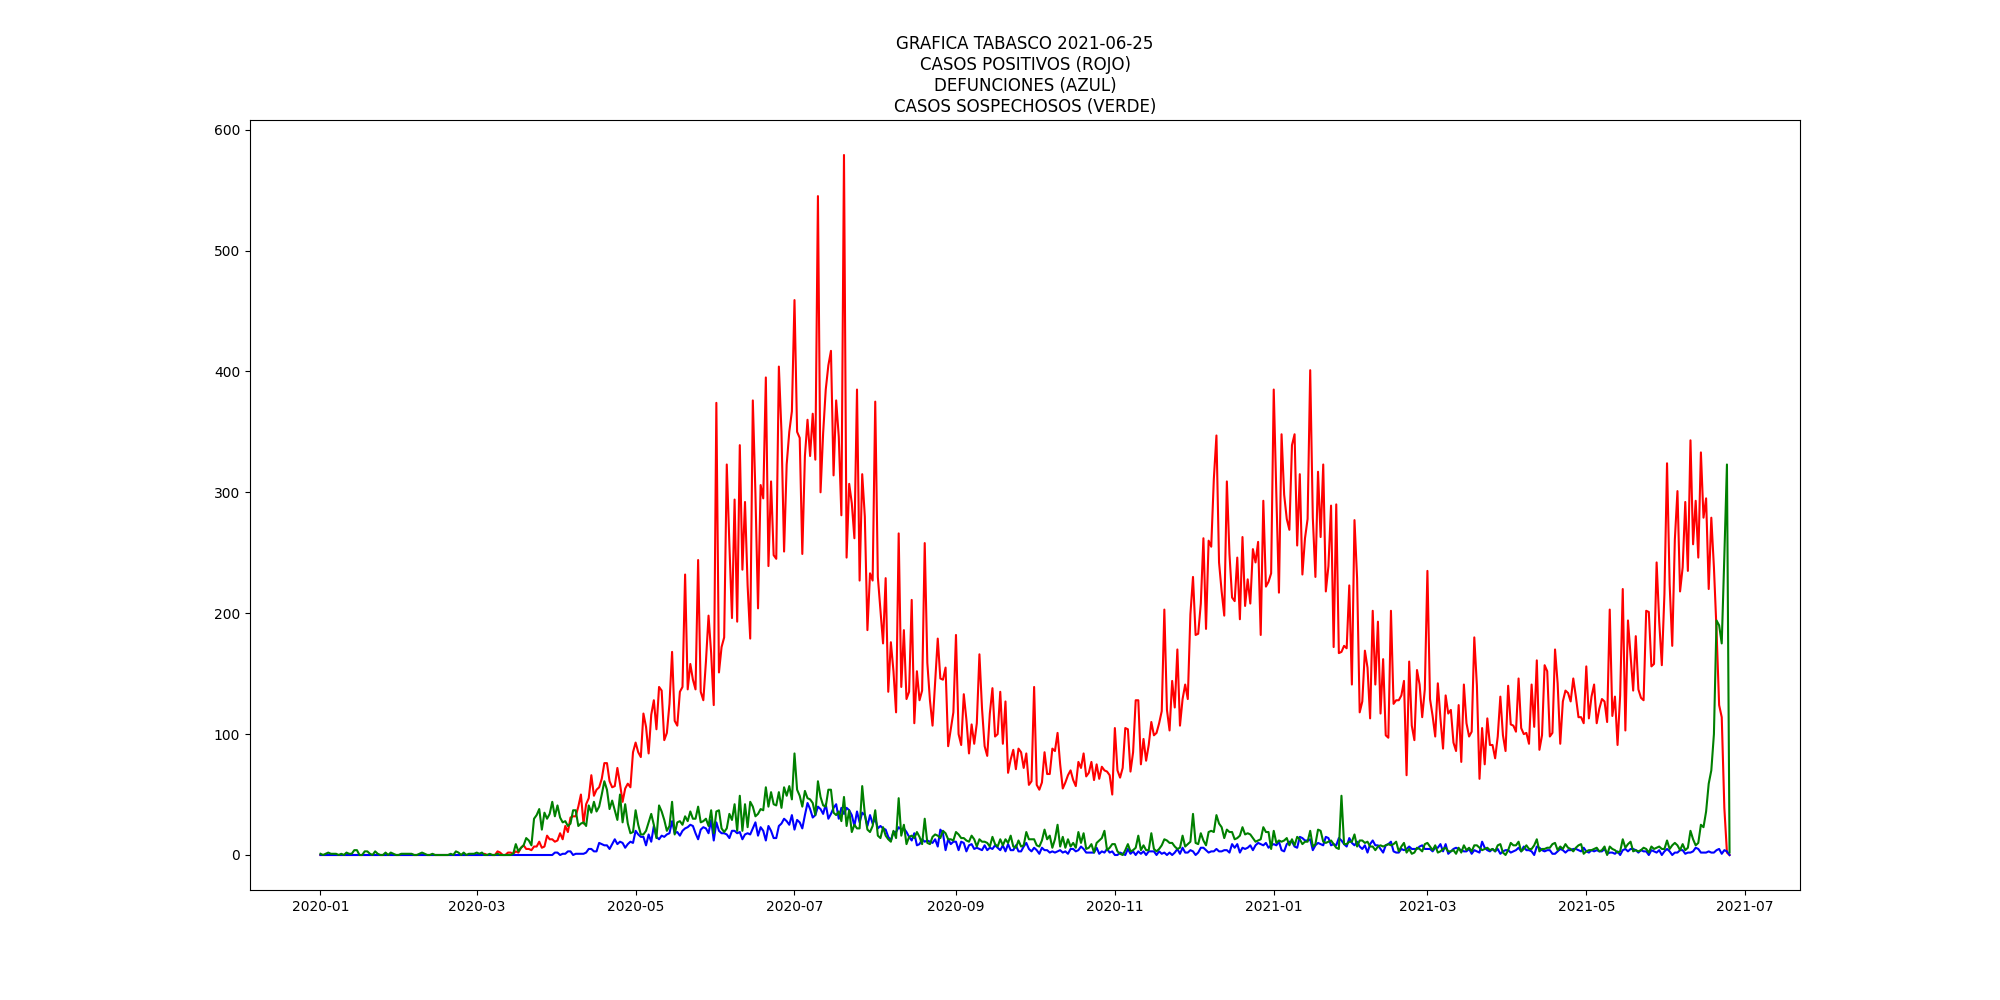 GRAFICA TABASCO 2021-06-25
CASOS POSITIVOS (ROJO)
DEFUNCIONES (AZUL)
CASOS SOSPECHOSOS (VERDE)
600
500
400
300
200
100
0
2020-01 2020-03 2020-05 2020-07 2020-09 2020-11 2021-01 2021-03 2021-05 2021-07